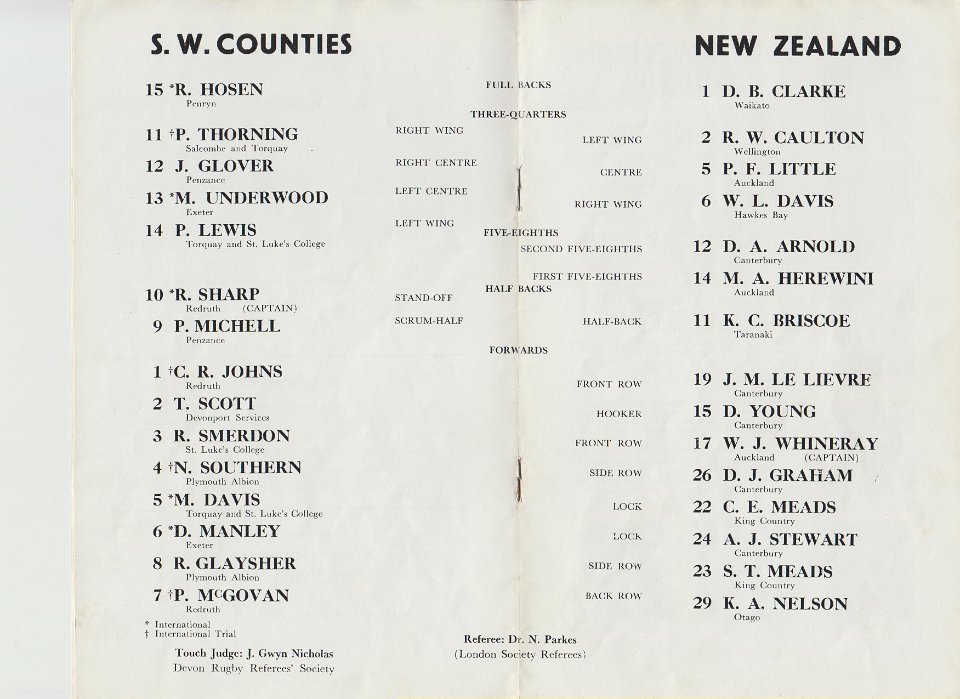 S. W. COUNTIES
15 *R. HOSEN
Penryn
11 †P. THORNING
Salcombe and Torquay
12 J. GLOVER
Penzance
13 *M. UNDERWOOD
Exeter
14 P. LEWIS
Torquay and St. Luke's College
10 *R. SHARP
Redruth (CAPTAIN)
9 P. MICHELL
Penzance
1 †C. R. JOHNS
Redruth
2 T. SCOTT
Devonport Services
3 R. SMERDON
St. Luke's College
4 †N. SOUTHERN
Plymouth Albion
5 *M. DAVIS
Torquay and St. Luke's College
6 *D. MANLEY
Exeter
8 R. GLAYSHER
Plymouth Albion
7 †P. McGOVAN
Redruth
* International
† International Trial
Touch Judge: J. Gwyn Nicholas
Devon Rugby Referees' Society
FULL BACKS
THREE-QUARTERS
RIGHT WING
LEFT WING
RIGHT CENTRE
CENTRE
LEFT CENTRE
RIGHT WING
LEFT WING
FIVE-EIGHTHS
SECOND FIVE-EIGHTHS
FIRST FIVE-EIGHTHS
HALF BACKS
STAND-OFF
SCRUM-HALF
HALF-BACK
FORWARDS
FRONT ROW
HOOKER
FRONT ROW
SIDE ROW
LOCK
LOCK
SIDE ROW
BACK ROW
Referee: Dr. N. Parkes
(London Society Referees)
NEW ZEALAND
1 D. B. CLARKE
Waikato
2 R. W. CAULTON
Wellington
5 P. F. LITTLE
Auckland
6 W. L. DAVIS
Hawkes Bay
12 D. A. ARNOLD
Canterbury
14 M. A. HEREWINI
Auckland
11 K. C. BRISCOE
Taranaki
19 J. M. LE LIEVRE
Canterbury
15 D. YOUNG
Canterbury
17 W. J. WHINERAY
Auckland (CAPTAIN)
26 D. J. GRAHAM
Canterbury
22 C. E. MEADS
King Country
24 A. J. STEWART
Canterbury
23 S. T. MEADS
King Country
29 K. A. NELSON
Otago